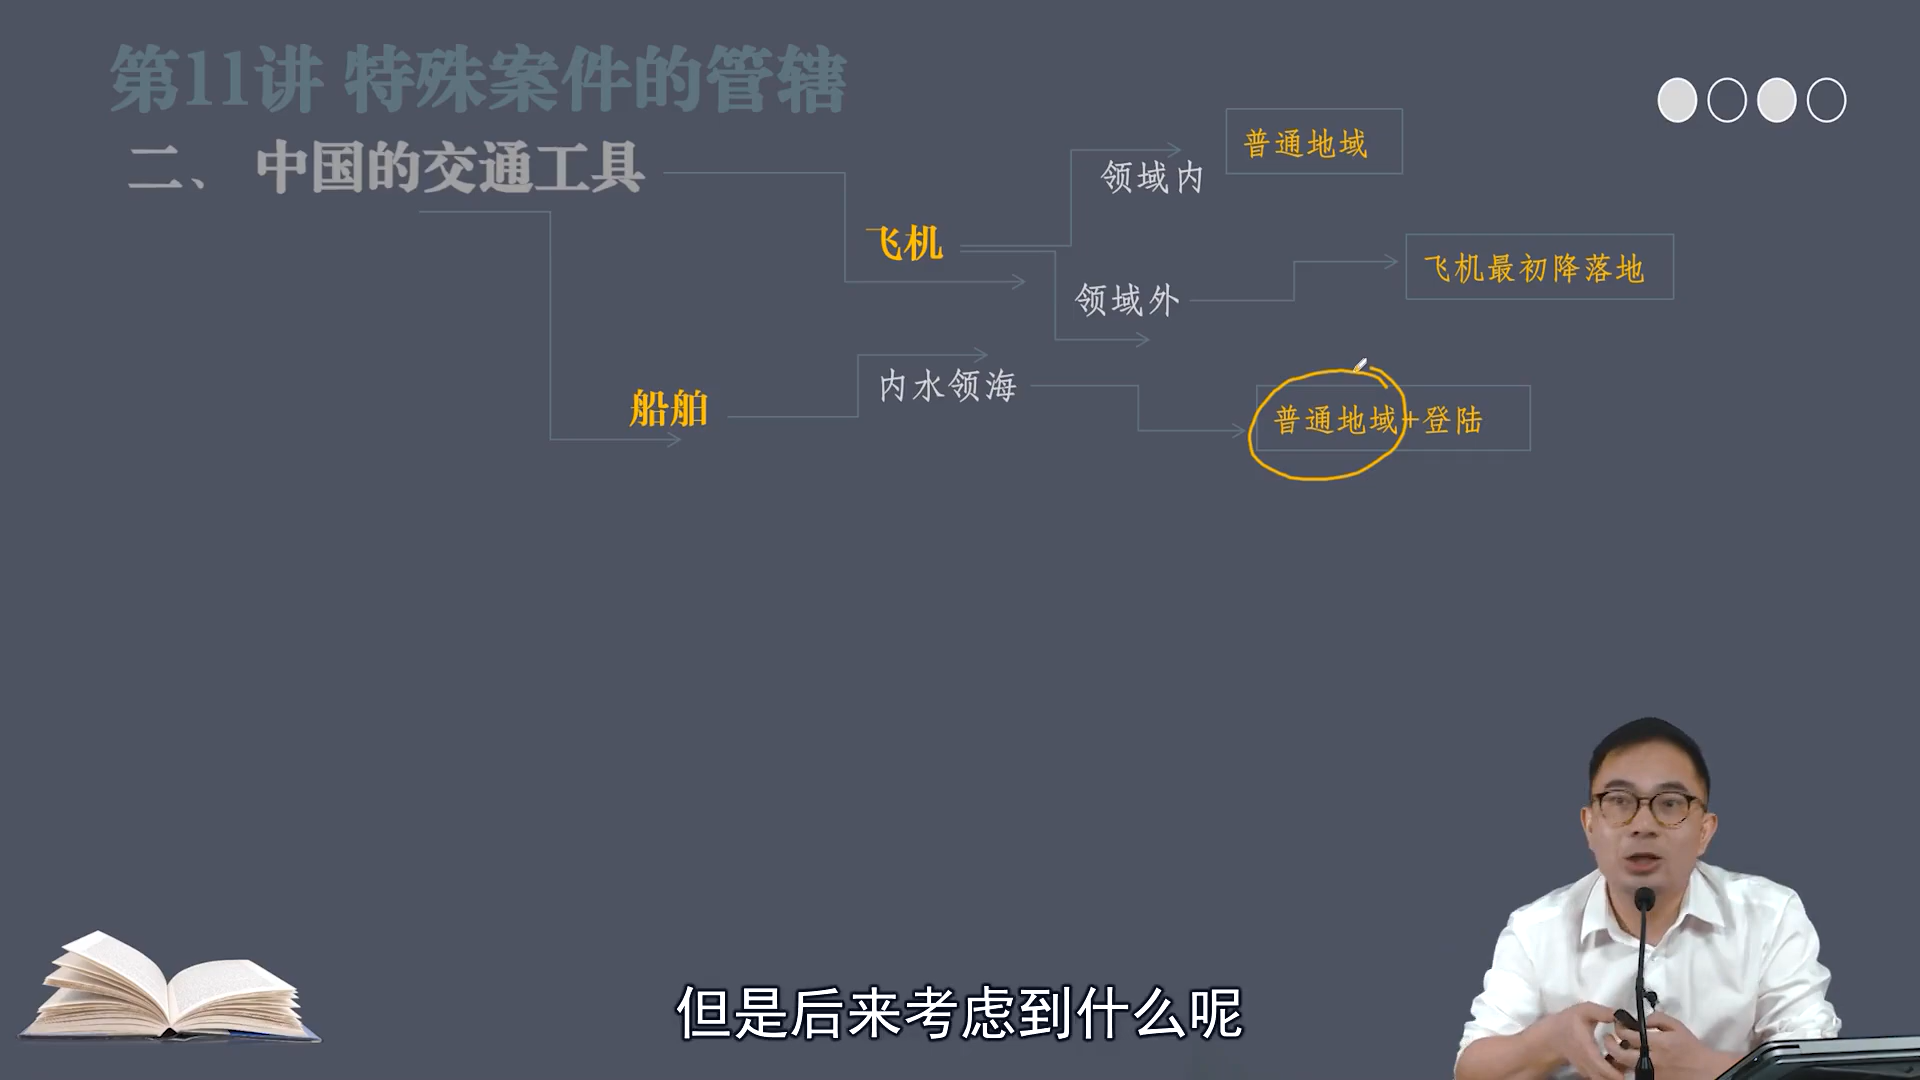 第11讲 特殊案件的管辖
二、 中国的交通工具
普通地域
领域内
飞机
飞机最初降落地
领域外
内水领海
船舶
普通地域+登陆
但是后来考虑到什么呢